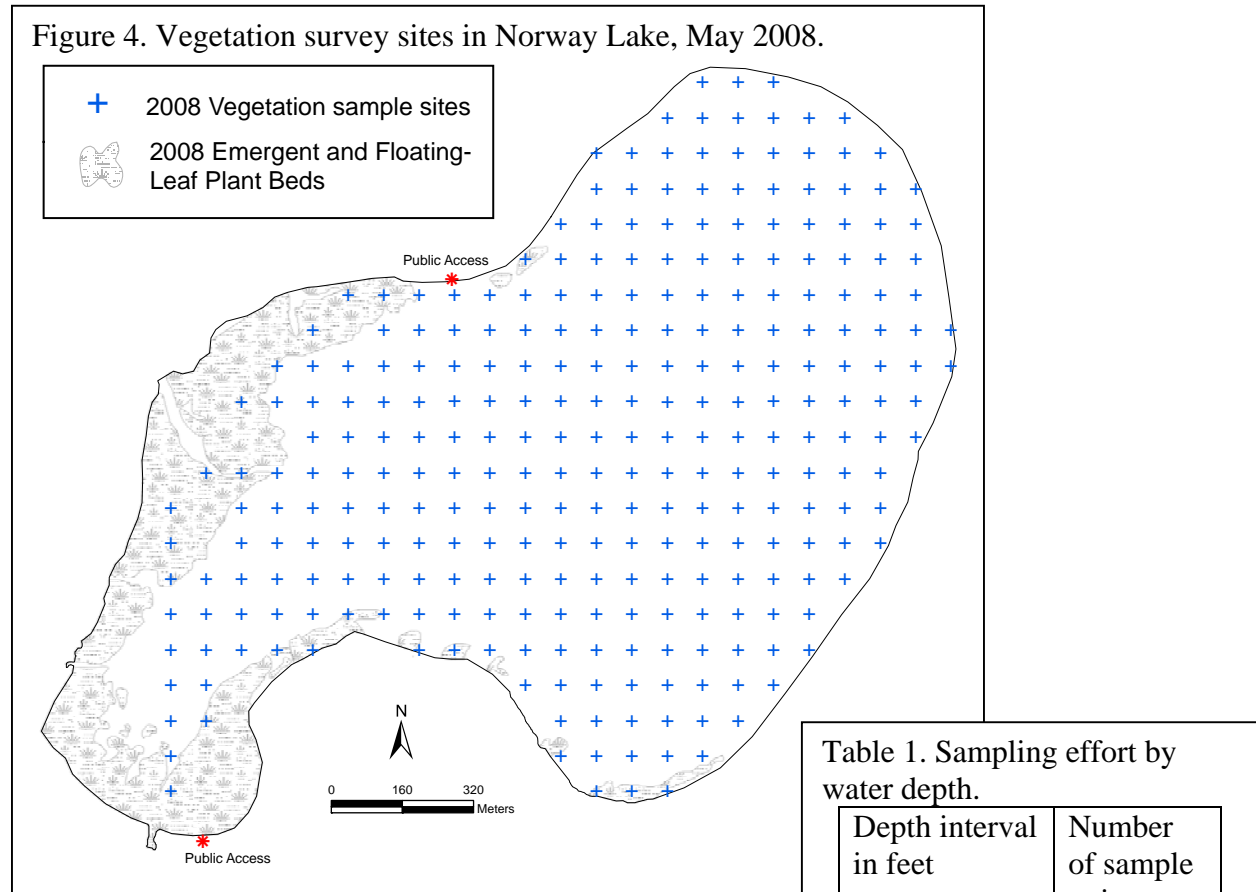 Figure 4. Vegetation survey sites in Norway Lake, May 2008.
2008 Vegetation sample sites
2008 Emergent and Floating-
Leaf Plant Beds
Public Access
N
0 160 320
Meters
Public Access
Table 1. Sampling effort by
water depth.
Depth interval
in feet
Number
of sample